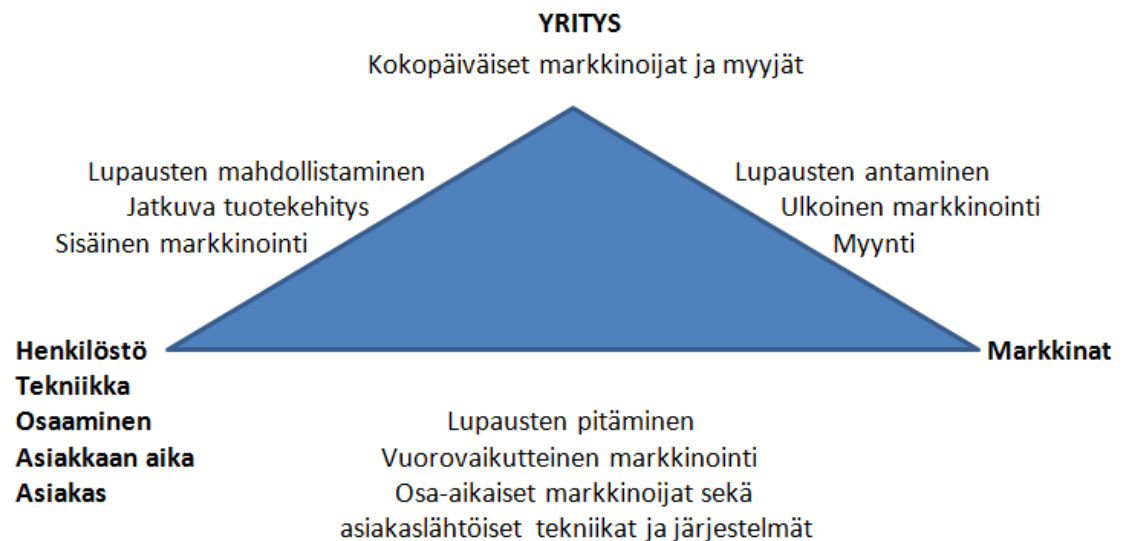 YRITYS
Kokopäiväiset markkinoijat ja myyjät
Lupausten mahdollistaminen
Jatkuva tuotekehitys
Sisäinen markkinointi
Lupausten antaminen
Ulkoinen markkinointi
Myynti
Henkilöstö
Tekniikka
Osaaminen
Asiakkaan aika
Asiakas
Markkinat
Lupausten pitäminen
Vuorovaikutteinen markkinointi
Osa-aikaiset markkinoijat sekä
asiakaslähtöiset tekniikat ja järjestelmät